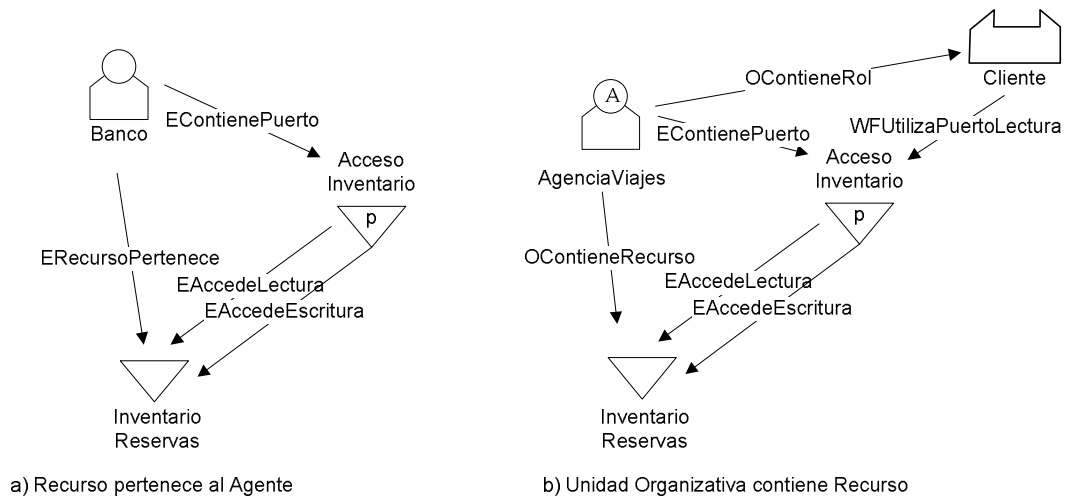 Banco
EContienePuerto
Acceso
Inventario
p
ERecursoPertenece
EAccedeLectura
EAccedeEscritura
Inventario
Reservas
a) Recurso pertenece al Agente
A
AgenciaViajes
OContieneRol
Cliente
EContienePuerto
WFUtilizaPuertoLectura
Acceso
Inventario
p
OContieneRecurso
EAccedeLectura
EAccedeEscritura
Inventario
Reservas
b) Unidad Organizativa contiene Recurso